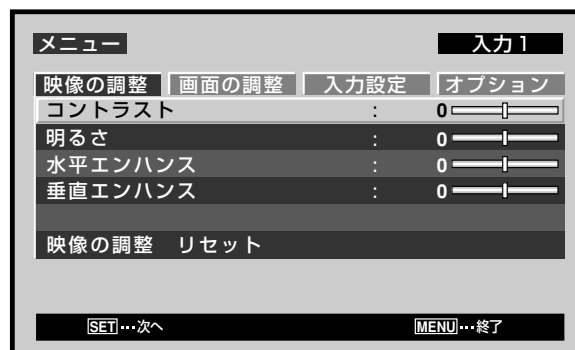 メニュー 入力1
映像の調整 画面の調整 入力設定 オプション
コントラスト : 0
明るさ : 0
水平エンハンス : 0
垂直エンハンス : 0
映像の調整 リセット
SET…次へ MENU…終了